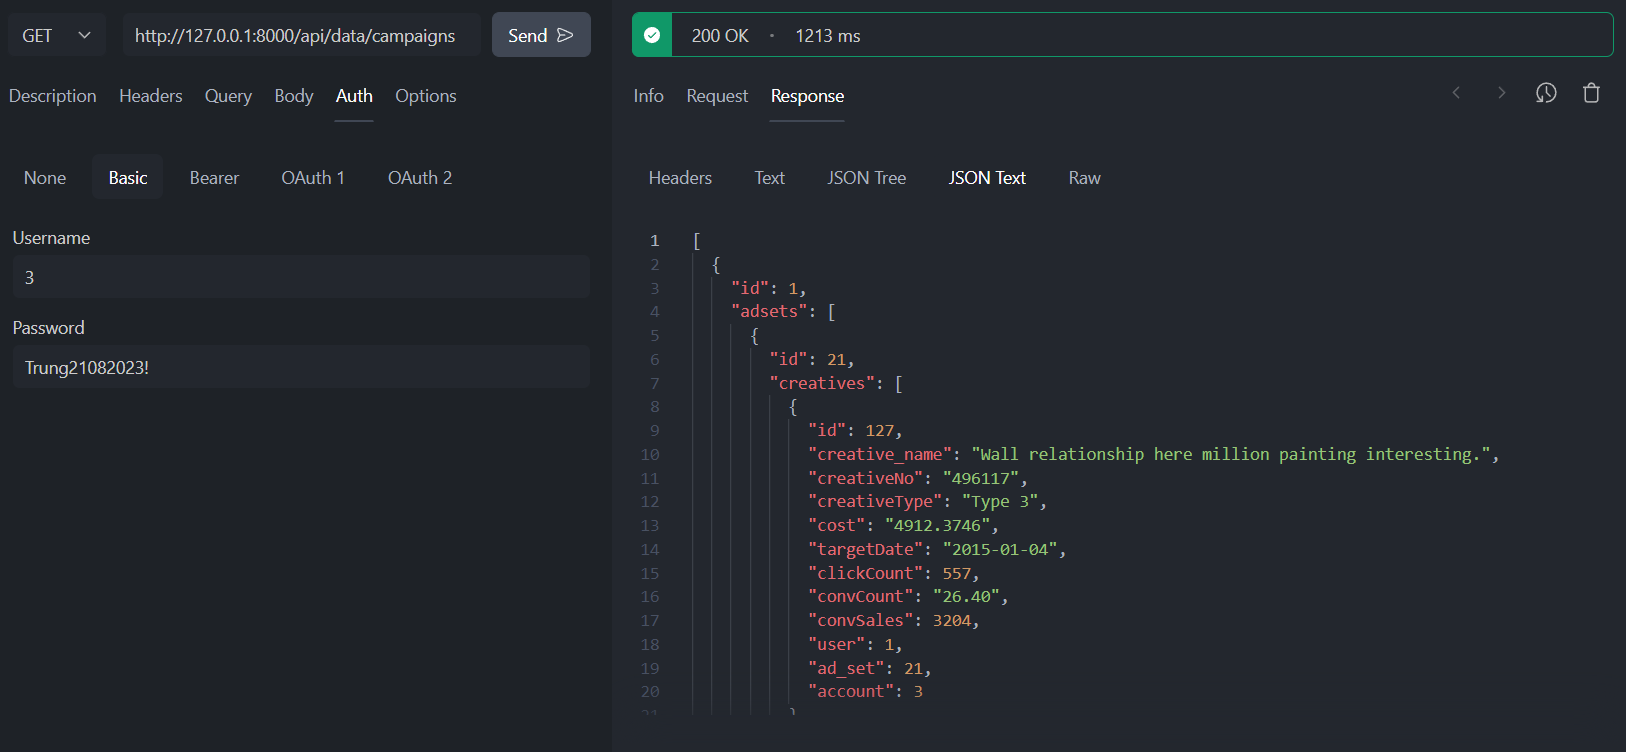 GET http://127.0.0.1:8000/api/data/campaigns Send
Description Headers Query Body Auth Options
None Basic Bearer OAuth 1 OAuth 2
Username
3
Password
Trung21082023!
200 OK • 1213 ms
Info Request Response
Headers Text JSON Tree JSON Text Raw
1 [
2 {
3 "id": 1,
4 "adsets": [
5 {
6 "id": 21,
7 "creatives": [
8 {
9 "id": 127,
10 "creative_name": "Wall relationship here million painting interesting.",
11 "creativeNo": "496117",
12 "creativeType": "Type 3",
13 "cost": "4912.3746",
14 "targetDate": "2015-01-04",
15 "clickCount": 557,
16 "convCount": "26.40",
17 "convSales": 3204,
18 "user": 1,
19 "ad_set": 21,
20 "account": 3
21 }